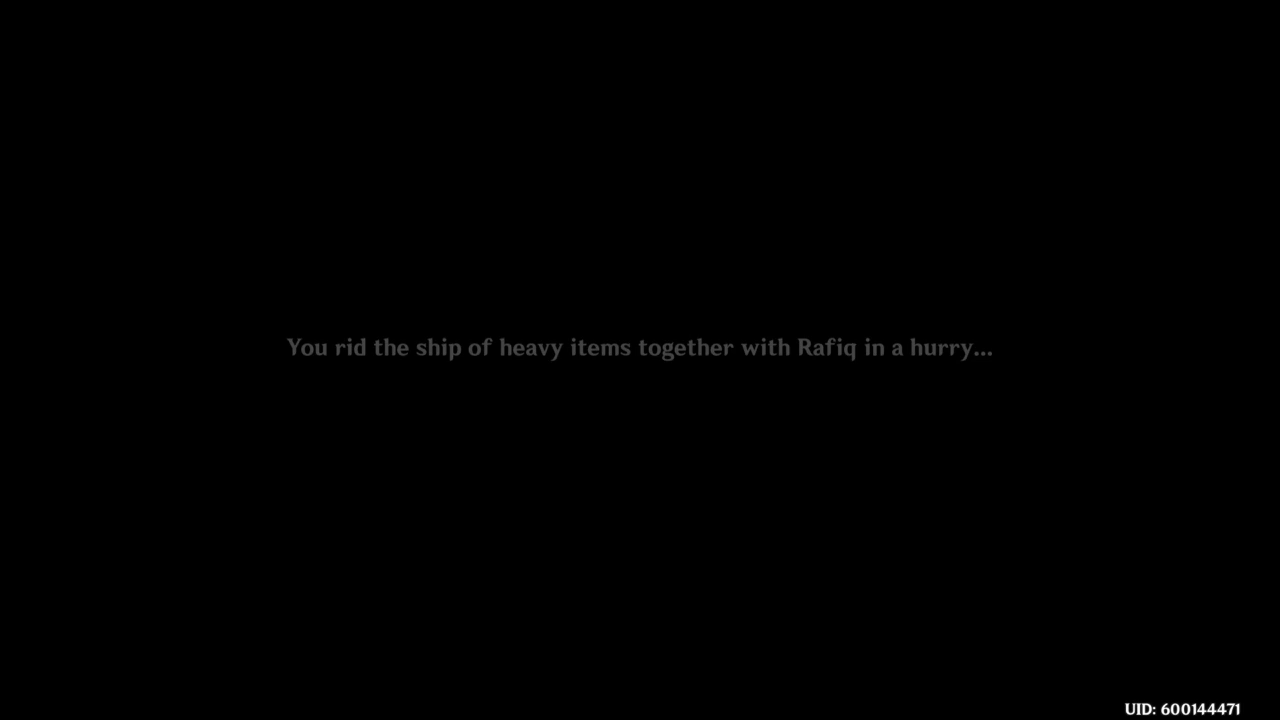 You rid the ship of heavy items together with Rafiq in a hurry...
UID: 600144471